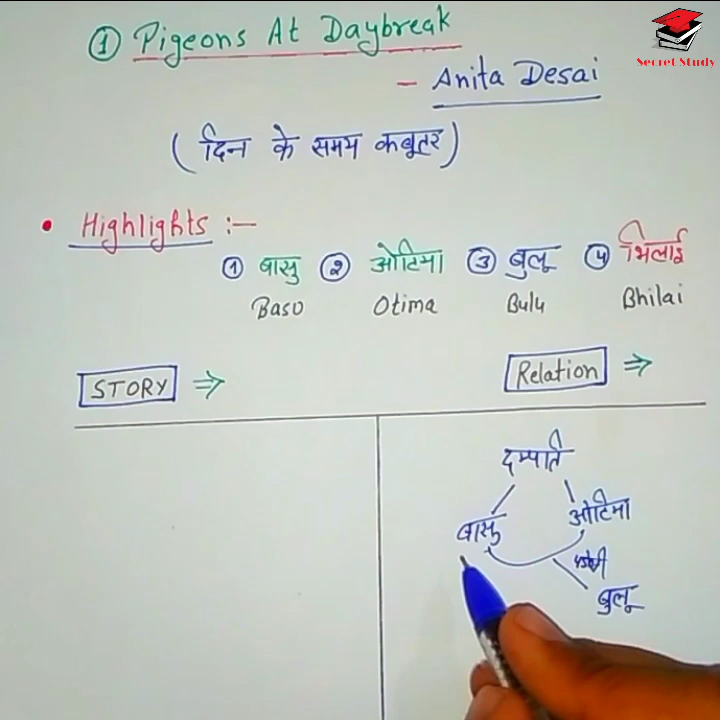 ① Pigeons At Daybreak
Secret Study
- Anita Desai
(दिन के समय कबूतर)
• Highlights :-
① बासु ② ओटिमा ③ बुलू ④ भिलाई
Baso Otima Bulu Bhilai
STORY ⇒ Relation ⇒
दम्पति
बासु ओटिमा
बुलू